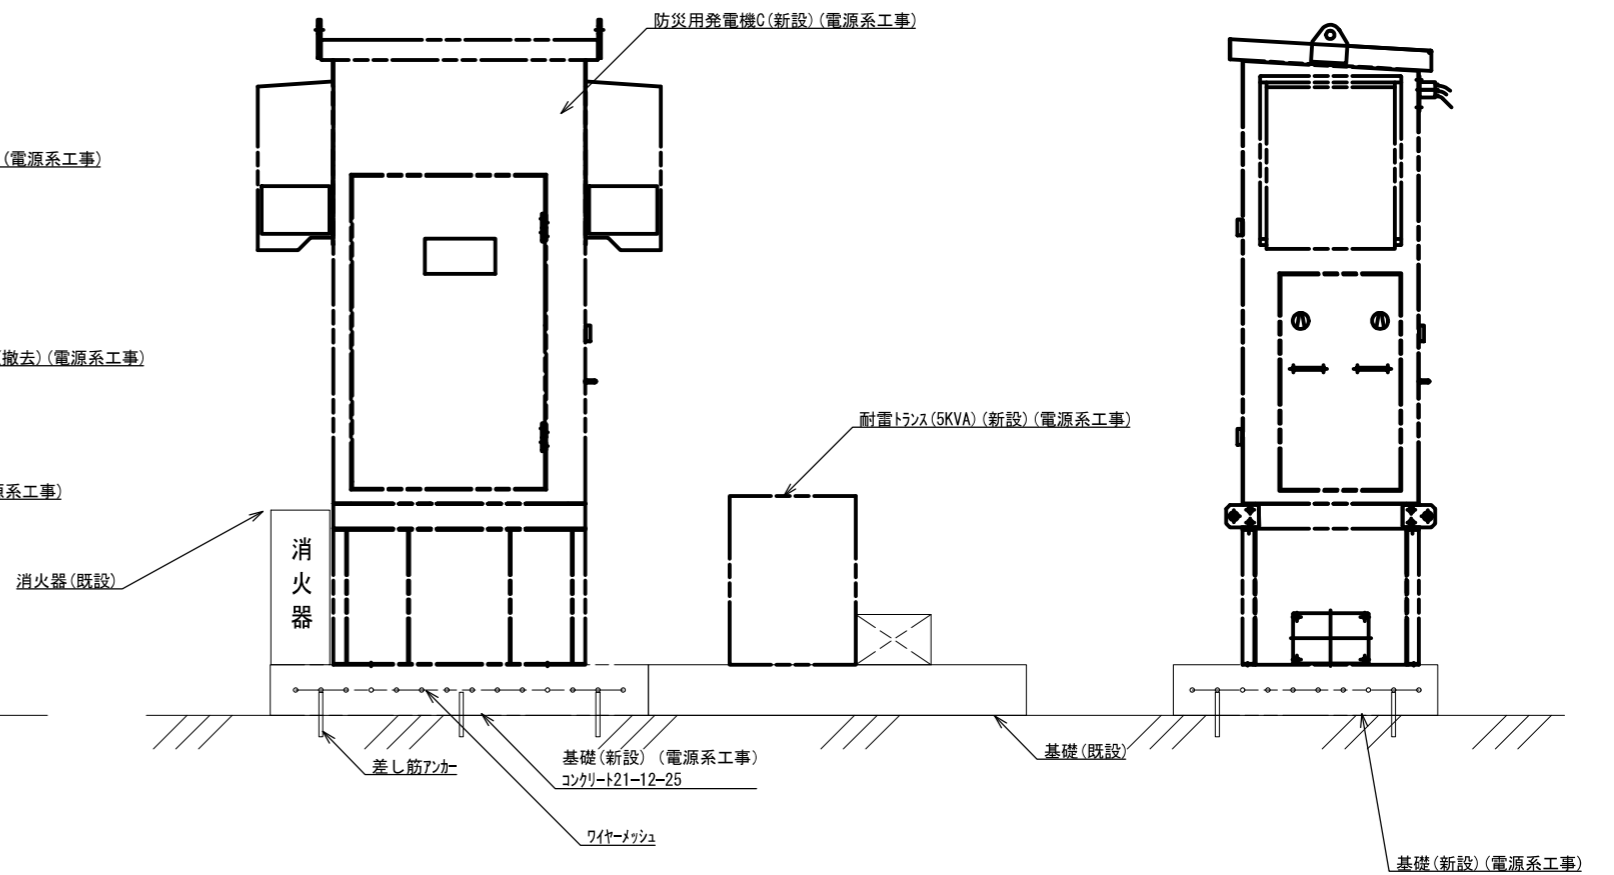 防災用発電機C(新設)(電源系工事)
(電源系工事)
撤去)(電源系工事)
耐雷トランス(5KVA)(新設)(電源系工事)
系工事)
消火器
消火器(既設)
基礎(新設)(電源系工事)
コンクリート21-12-25
基礎(既設)
差し筋アンカー
ワイヤーメッシュ
基礎(新設)(電源系工事)